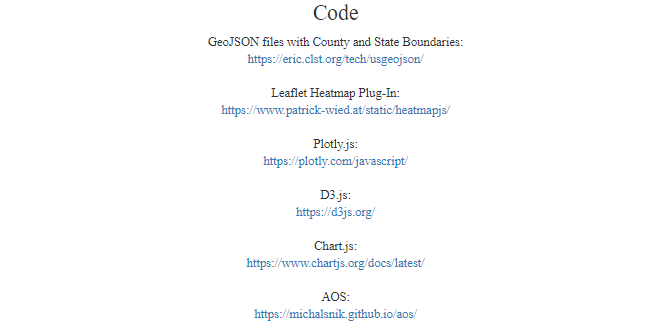 Code
GeoJSON files with County and State Boundaries:
https://eric.clst.org/tech/usgeojson/
Leaflet Heatmap Plug-In:
https://www.patrick-wied.at/static/heatmapjs/
Plotly.js:
https://plotly.com/javascript/
D3.js:
https://d3js.org/
Chart.js:
https://www.chartjs.org/docs/latest/
AOS:
https://michalsnik.github.io/aos/